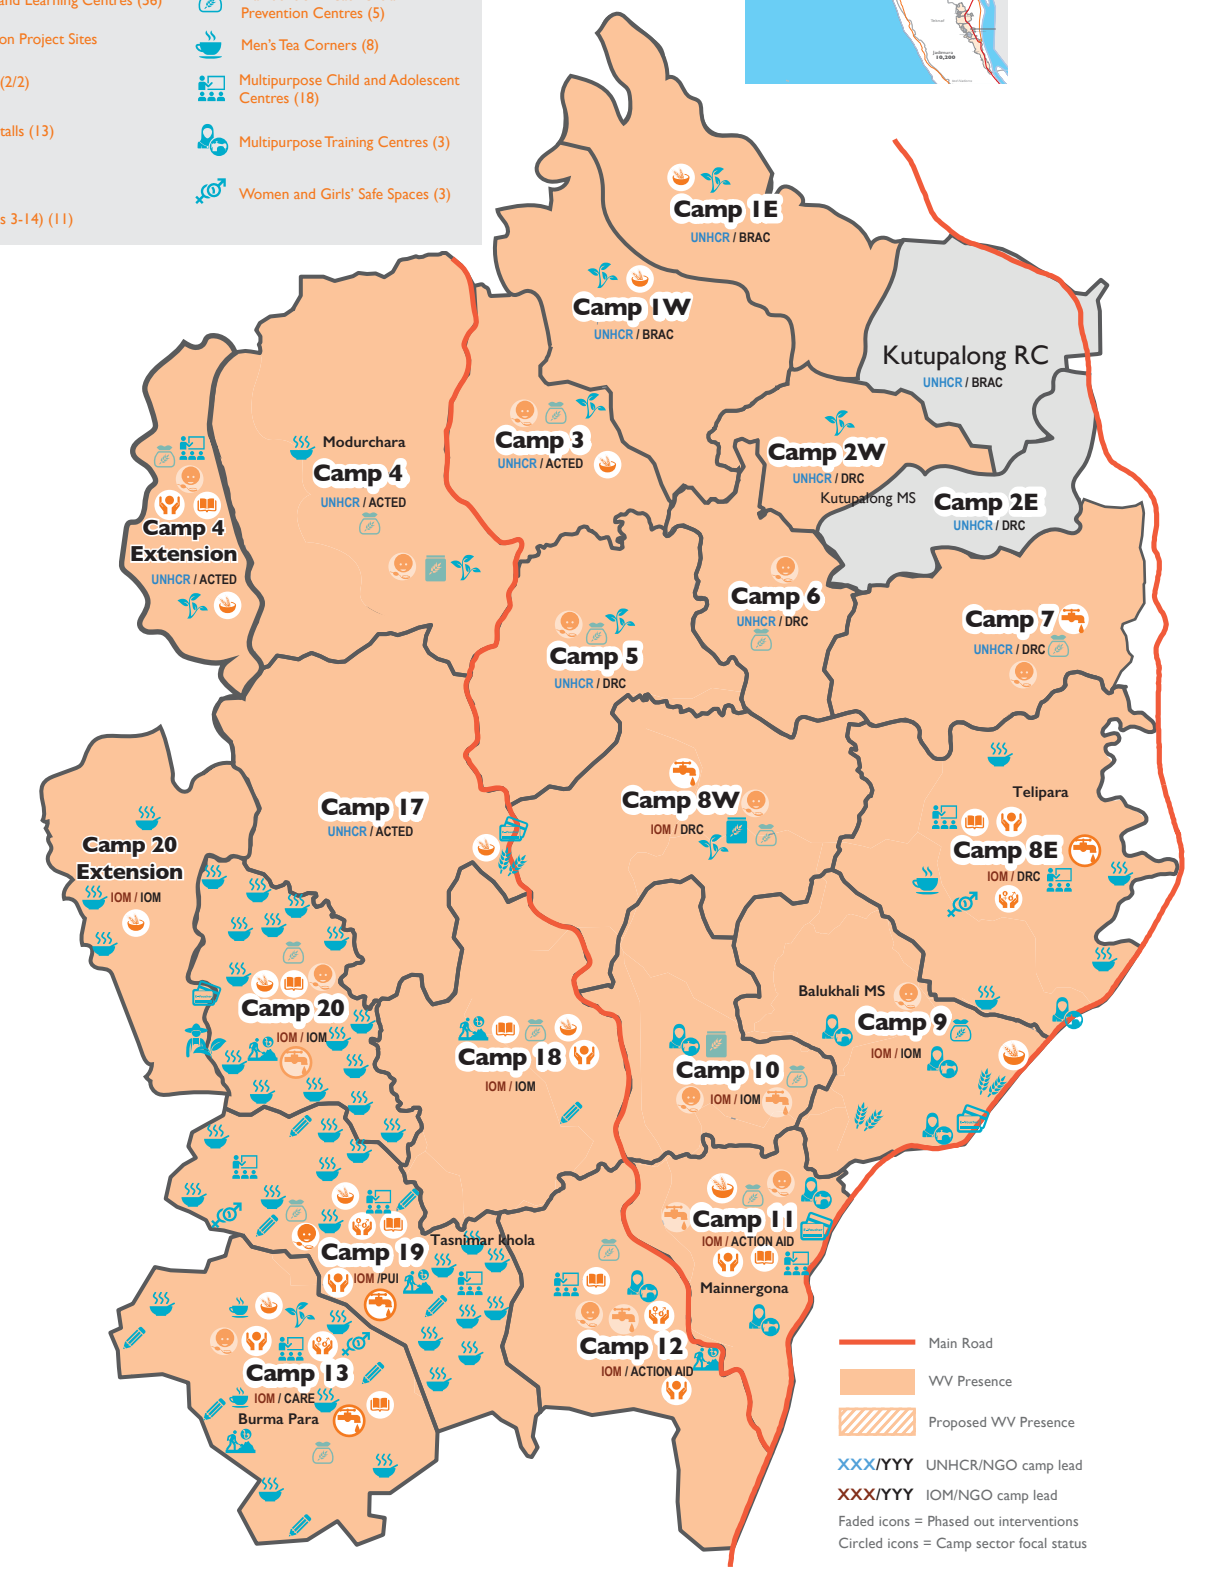 and Learning Centres (36)
on Project Sites
(2/2)
talls (13)
s 3-14) (11)
Prevention Centres (5)
Men's Tea Corners (8)
Multipurpose Child and Adolescent
Centres (18)
Multipurpose Training Centres (3)
Women and Girls' Safe Spaces (3)
Jadimura
10,200
Camp 1E
UNHCR / BRAC
Camp 1W
UNHCR / BRAC
Kutupalong RC
UNHCR / BRAC
Camp 3
UNHCR / ACTED
Modurchara
Camp 4
UNHCR / ACTED
Camp 2W
UNHCR / DRC
Kutupalong MS
Camp 2E
UNHCR / DRC
Camp 4
Extension
UNHCR / ACTED
Camp 6
UNHCR / DRC
Camp 7
UNHCR / DRC
Camp 5
UNHCR / DRC
Camp 17
UNHCR / ACTED
Camp 8W
IOM / DRC
Telipara
Camp 8E
IOM / DRC
Camp 20
Extension
IOM / IOM
Camp 20
IOM / IOM
Balukhali MS
Camp 9
IOM / IOM
Camp 18
IOM / IOM
Camp 10
IOM / IOM
Camp 11
IOM / ACTION AID
Mainnergona
Camp 19
IOM /PUI
Tasnimar khola
Camp 12
IOM / ACTION AID
Camp 13
IOM / CARE
Burma Para
Main Road
WV Presence
Proposed WV Presence
XXX/YYY UNHCR/NGO camp lead
XXX/YYY IOM/NGO camp lead
Faded icons = Phased out interventions
Circled icons = Camp sector focal status